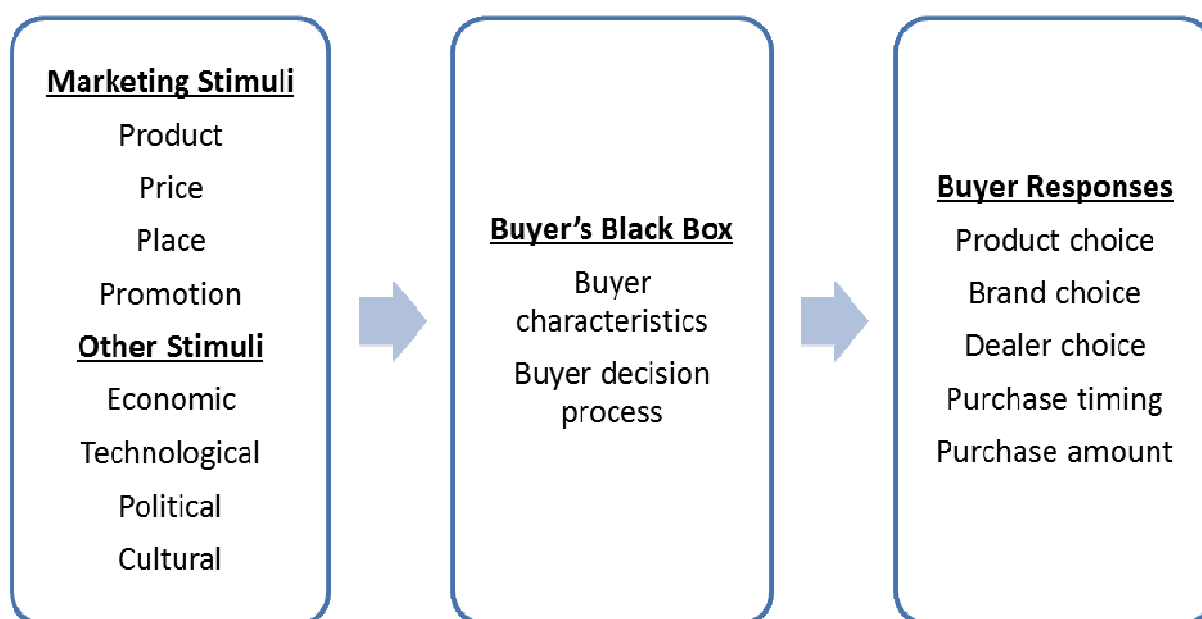 Marketing Stimuli
Product
Price
Place
Promotion
Other Stimuli
Economic
Technological
Political
Cultural
Buyer’s Black Box
Buyer
characteristics
Buyer decision
process
Buyer Responses
Product choice
Brand choice
Dealer choice
Purchase timing
Purchase amount